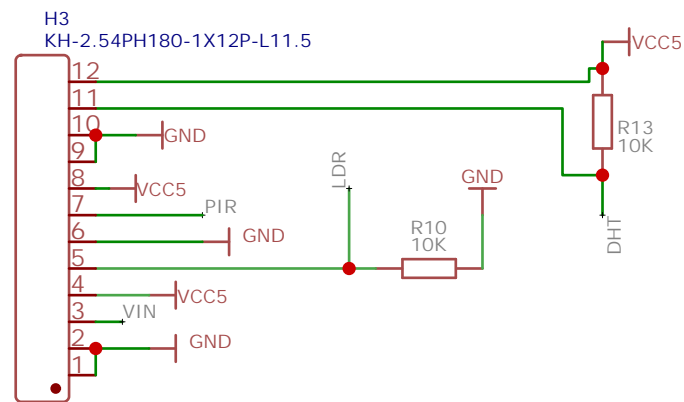 H3
KH-2.54PH180-1X12P-L11.5
VCC5
12
11
R13
10K
10
GND
9
8
VCC5
LDR
GND
7
PIR
6
GND
R10
10K
DHT
5
4
VCC5
3
VIN
2
GND
1